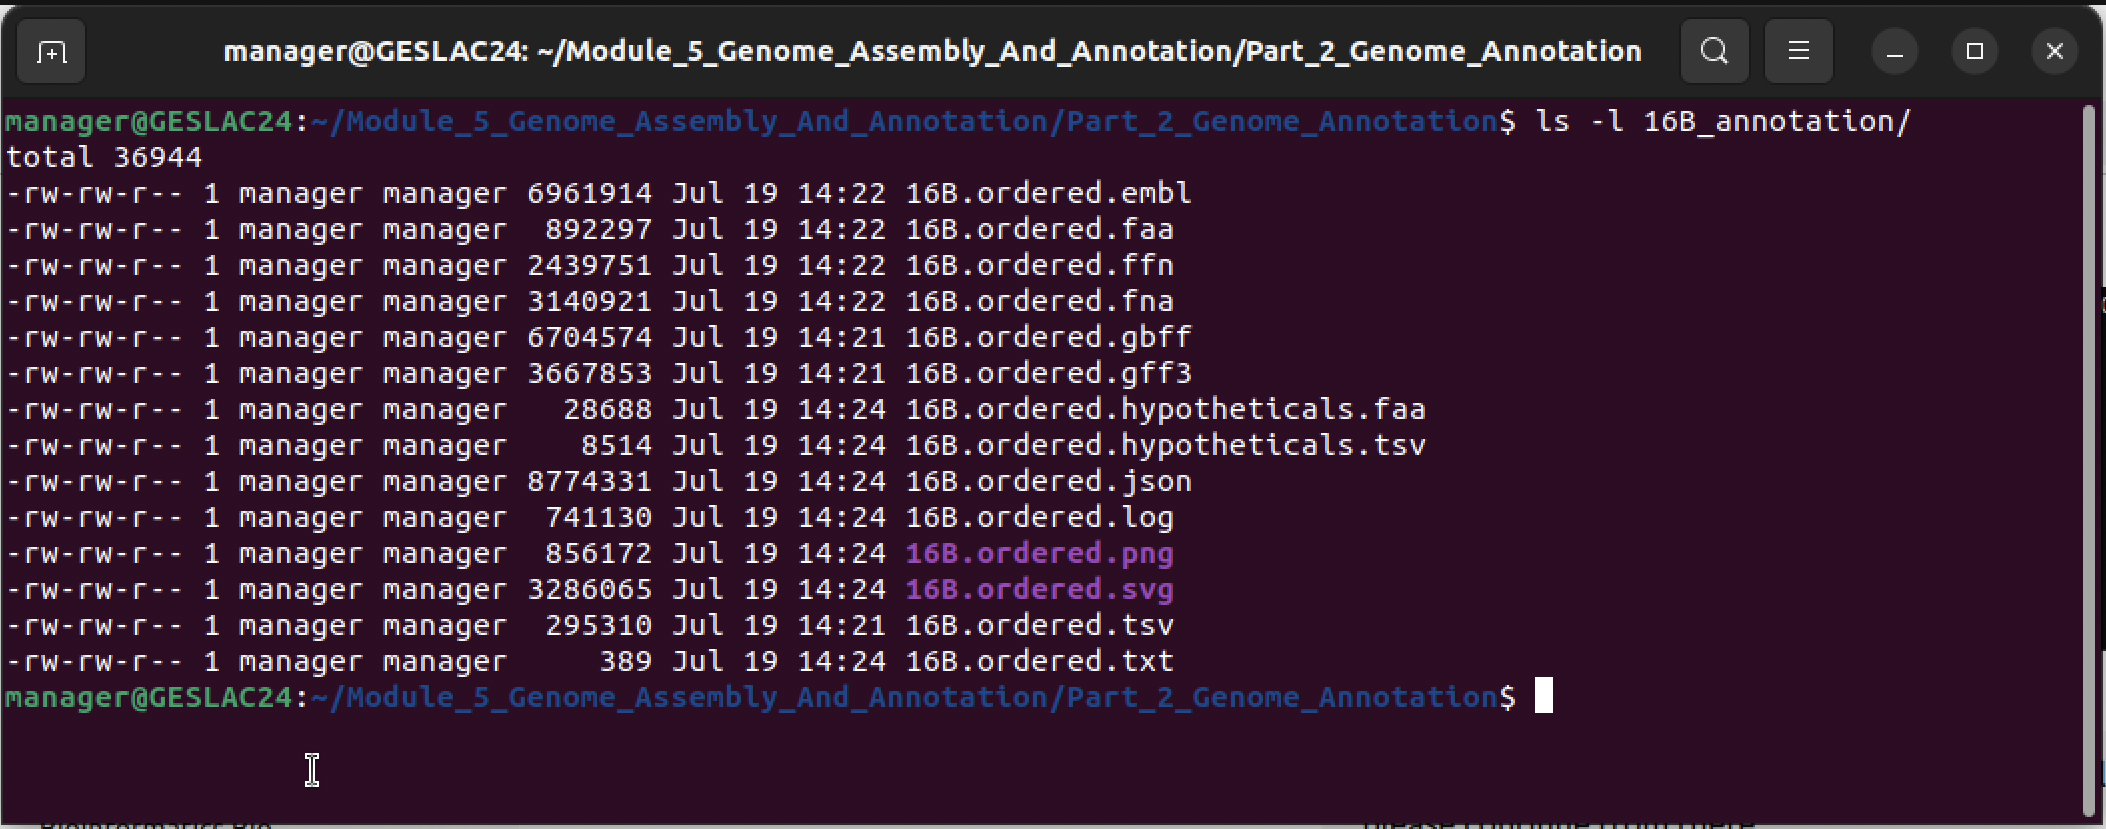 manager@GESLAC24: ~/Module_5_Genome_Assembly_And_Annotation/Part_2_Genome_Annotation
manager@GESLAC24:~/Module_5_Genome_Assembly_And_Annotation/Part_2_Genome_Annotation$ ls -l 16B_annotation/
total 36944
-rw-rw-r-- 1 manager manager 6961914 Jul 19 14:22 16B.ordered.embl
-rw-rw-r-- 1 manager manager  892297 Jul 19 14:22 16B.ordered.faa
-rw-rw-r-- 1 manager manager 2439751 Jul 19 14:22 16B.ordered.ffn
-rw-rw-r-- 1 manager manager 3140921 Jul 19 14:22 16B.ordered.fna
-rw-rw-r-- 1 manager manager 6704574 Jul 19 14:21 16B.ordered.gbff
-rw-rw-r-- 1 manager manager 3667853 Jul 19 14:21 16B.ordered.gff3
-rw-rw-r-- 1 manager manager   28688 Jul 19 14:24 16B.ordered.hypotheticals.faa
-rw-rw-r-- 1 manager manager    8514 Jul 19 14:24 16B.ordered.hypotheticals.tsv
-rw-rw-r-- 1 manager manager 8774331 Jul 19 14:24 16B.ordered.json
-rw-rw-r-- 1 manager manager  741130 Jul 19 14:24 16B.ordered.log
-rw-rw-r-- 1 manager manager  856172 Jul 19 14:24 16B.ordered.png
-rw-rw-r-- 1 manager manager 3286065 Jul 19 14:24 16B.ordered.svg
-rw-rw-r-- 1 manager manager  295310 Jul 19 14:21 16B.ordered.tsv
-rw-rw-r-- 1 manager manager     389 Jul 19 14:24 16B.ordered.txt
manager@GESLAC24:~/Module_5_Genome_Assembly_And_Annotation/Part_2_Genome_Annotation$